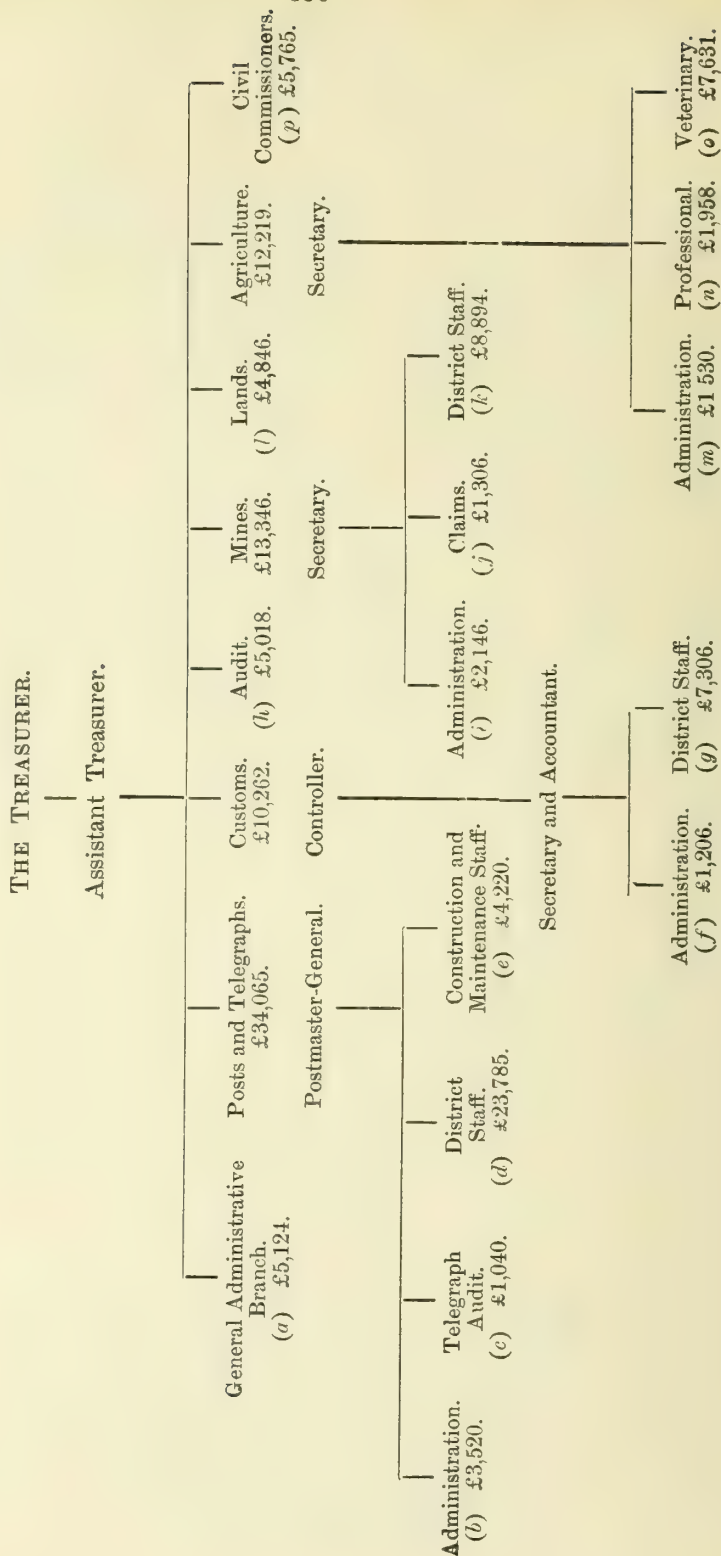 THE TREASURER.
Assistant Treasurer.
General Administrative
Branch.
(a) £5,124.
Posts and Telegraphs.
£34,065.
Customs.
£10,262.
Audit.
(h) £5,018.
Mines.
£13,346.
Lands.
(l) £4,846.
Agriculture.
£12,219.
Civil
Commissioners.
(p) £5,765.
Postmaster-General.
Controller.
Secretary.
Secretary.
Administration.
(b) £3,520.
Telegraph
Audit.
(c) £1,040.
District
Staff.
(d) £23,785.
Construction and
Maintenance Staff.
(e) £4,220.
Administration.
(i) £2,146.
Claims.
(j) £1,306.
District Staff.
(k) £8,894.
Secretary and Accountant.
Administration.
(f) £1,206.
District Staff.
(g) £7,306.
Administration.
(m) £1 530.
Professional.
(n) £1,958.
Veterinary.
(o) £7,631.